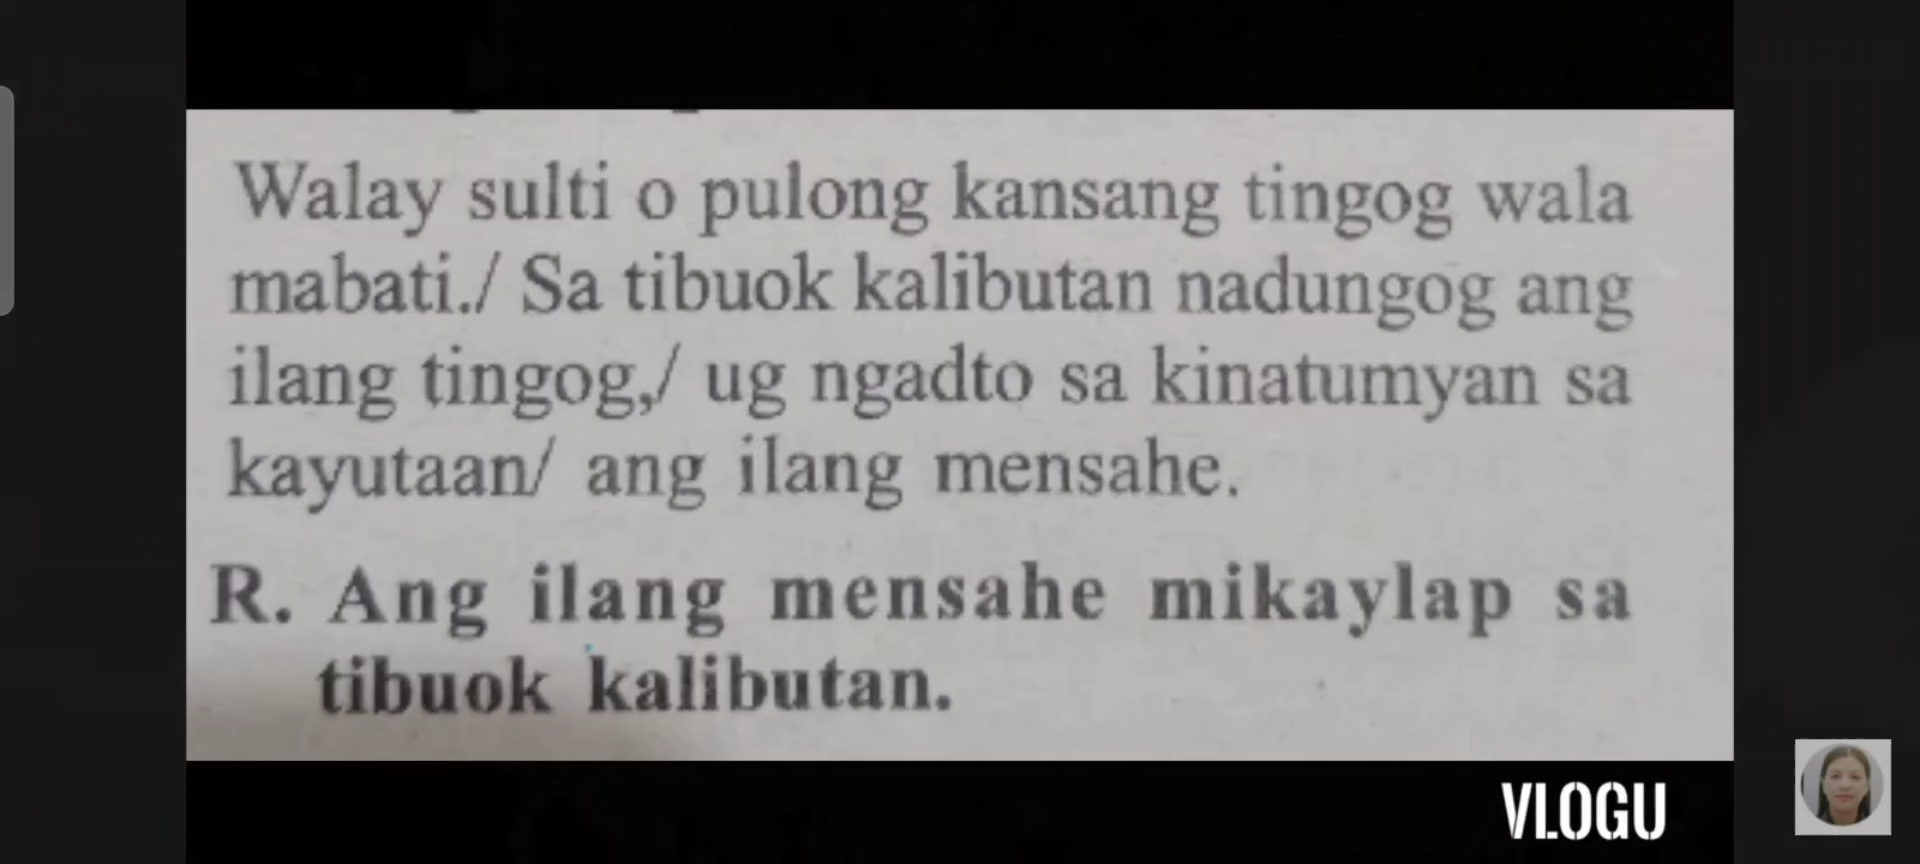 Walay sulti o pulong kansang tingog wala
mabati./ Sa tibuok kalibutan nadungog ang
ilang tingog,/ ug ngadto sa kinatumyan sa
kayutaan/ ang ilang mensahe.
R. Ang ilang mensahe mikaylap sa
tibuok kalibutan.
VLOGU